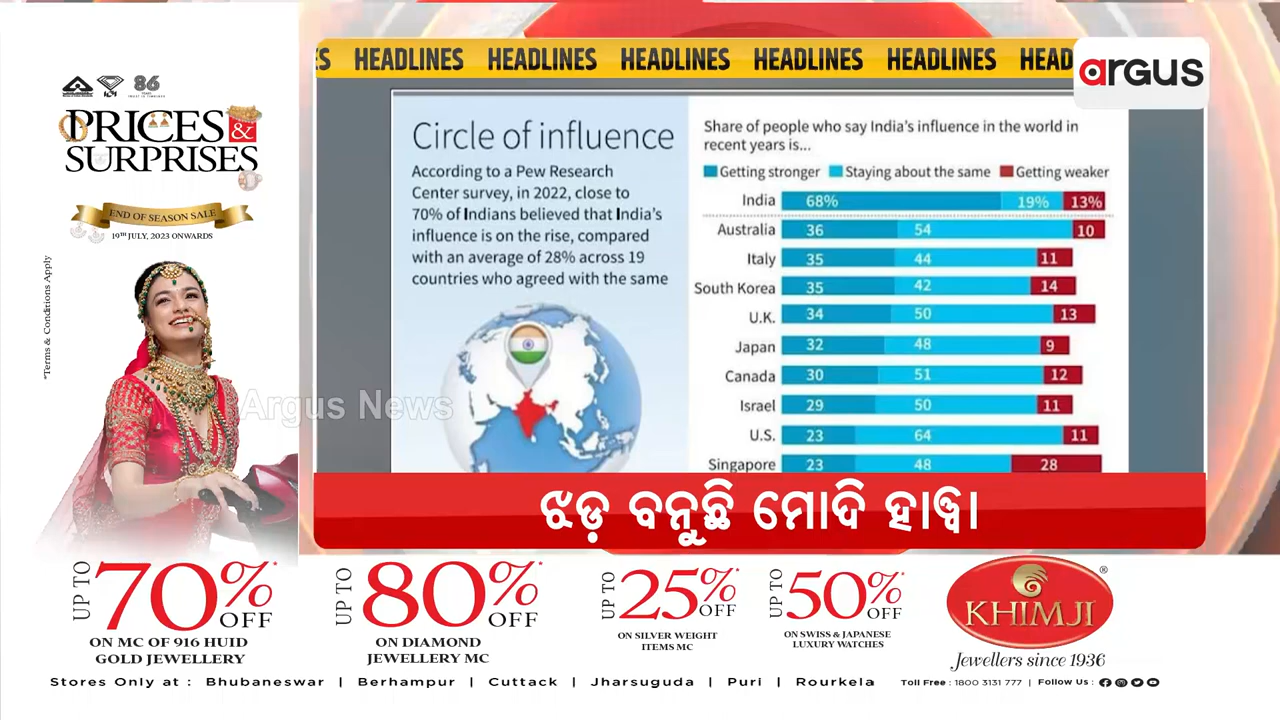 86
PRICES &
SURPRISES
END OF SEASON SALE
19TH JULY, 2023 ONWARDS
*Terms & Conditions Apply
HEADLINES HEADLINES HEADLINES HEADLINES HEADLINES
argus
Circle of influence
According to a Pew Research
Center survey, in 2022, close to
70% of Indians believed that India's
influence is on the rise, compared
with an average of 28% across 19
countries who agreed with the same
Share of people who say India's influence in the world in
recent years is...
Getting stronger Staying about the same Getting weaker
India 68% 19% 13%
Australia 36 54 10
Italy 35 44 11
South Korea 35 42 14
U.K. 34 50 13
Japan 32 48 9
Canada 30 51 12
Israel 29 50 11
U.S. 23 64 11
Singapore 23 48 28
Argus News
ଝଡ଼ ବନୁଛି ମୋଦି ହାୱା
UP TO 70%* OFF
ON MC OF 916 HUID
GOLD JEWELLERY
UP TO 80%* OFF
ON DIAMOND
JEWELLERY MC
UP TO 25%* OFF
ON SILVER WEIGHT
ITEMS MC
UP TO 50%* OFF
ON SWISS & JAPANESE
LUXURY WATCHES
KHIMJI ®
Jewellers since 1936
Stores Only at : Bhubaneswar | Berhampur | Cuttack | Jharsuguda | Puri | Rourkela
Toll Free : 1800 3131 777 | Follow Us :